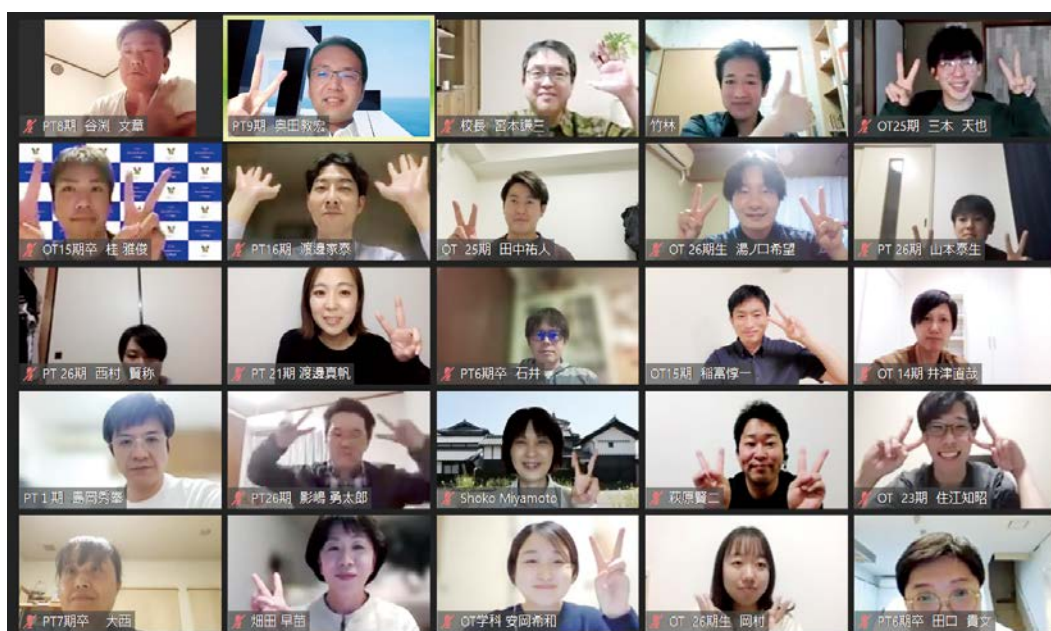 PT8期 谷渕 文章
PT9期 奥田教宏
校長 宮本謙三
竹林
OT25期 三本 天也
OT15期卒 桂 雅俊
PT16期 渡邊家泰
OT 25期 田中祐人
OT 26期生 湯ノ口希望
PT 26期 山本泰生
PT 26期 西村 賢称
PT 21期 渡邊真帆
PT6期卒 石井
OT15期 稲富惇一
OT 14期 井津直哉
PT 1 期
PT26期 影嶋 勇太郎
Shoko Miyamoto
萩原賢二
OT 23期 住江知昭
PT7期卒 大西
畑田 早苗
OT学科 安岡希和
OT 26期生 岡村
PT6期卒 田口 貴文